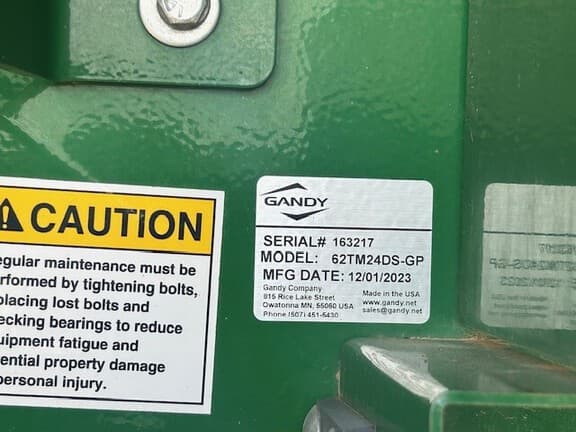 CAUTION
egular maintenance must be
rformed by tightening bolts,
placing lost bolts and
ecking bearings to reduce
uipment fatigue and
ential property damage
personal injury.
GANDY
SERIAL# 163217
MODEL: 62TM24DS-GP
MFG DATE: 12/01/2023
Gandy Company
815 Rice Lake Street
Owatonna MN, 55060 USA
Phone (507) 451-5430
Made in the USA
www.gandy.net
sales@gandy.net